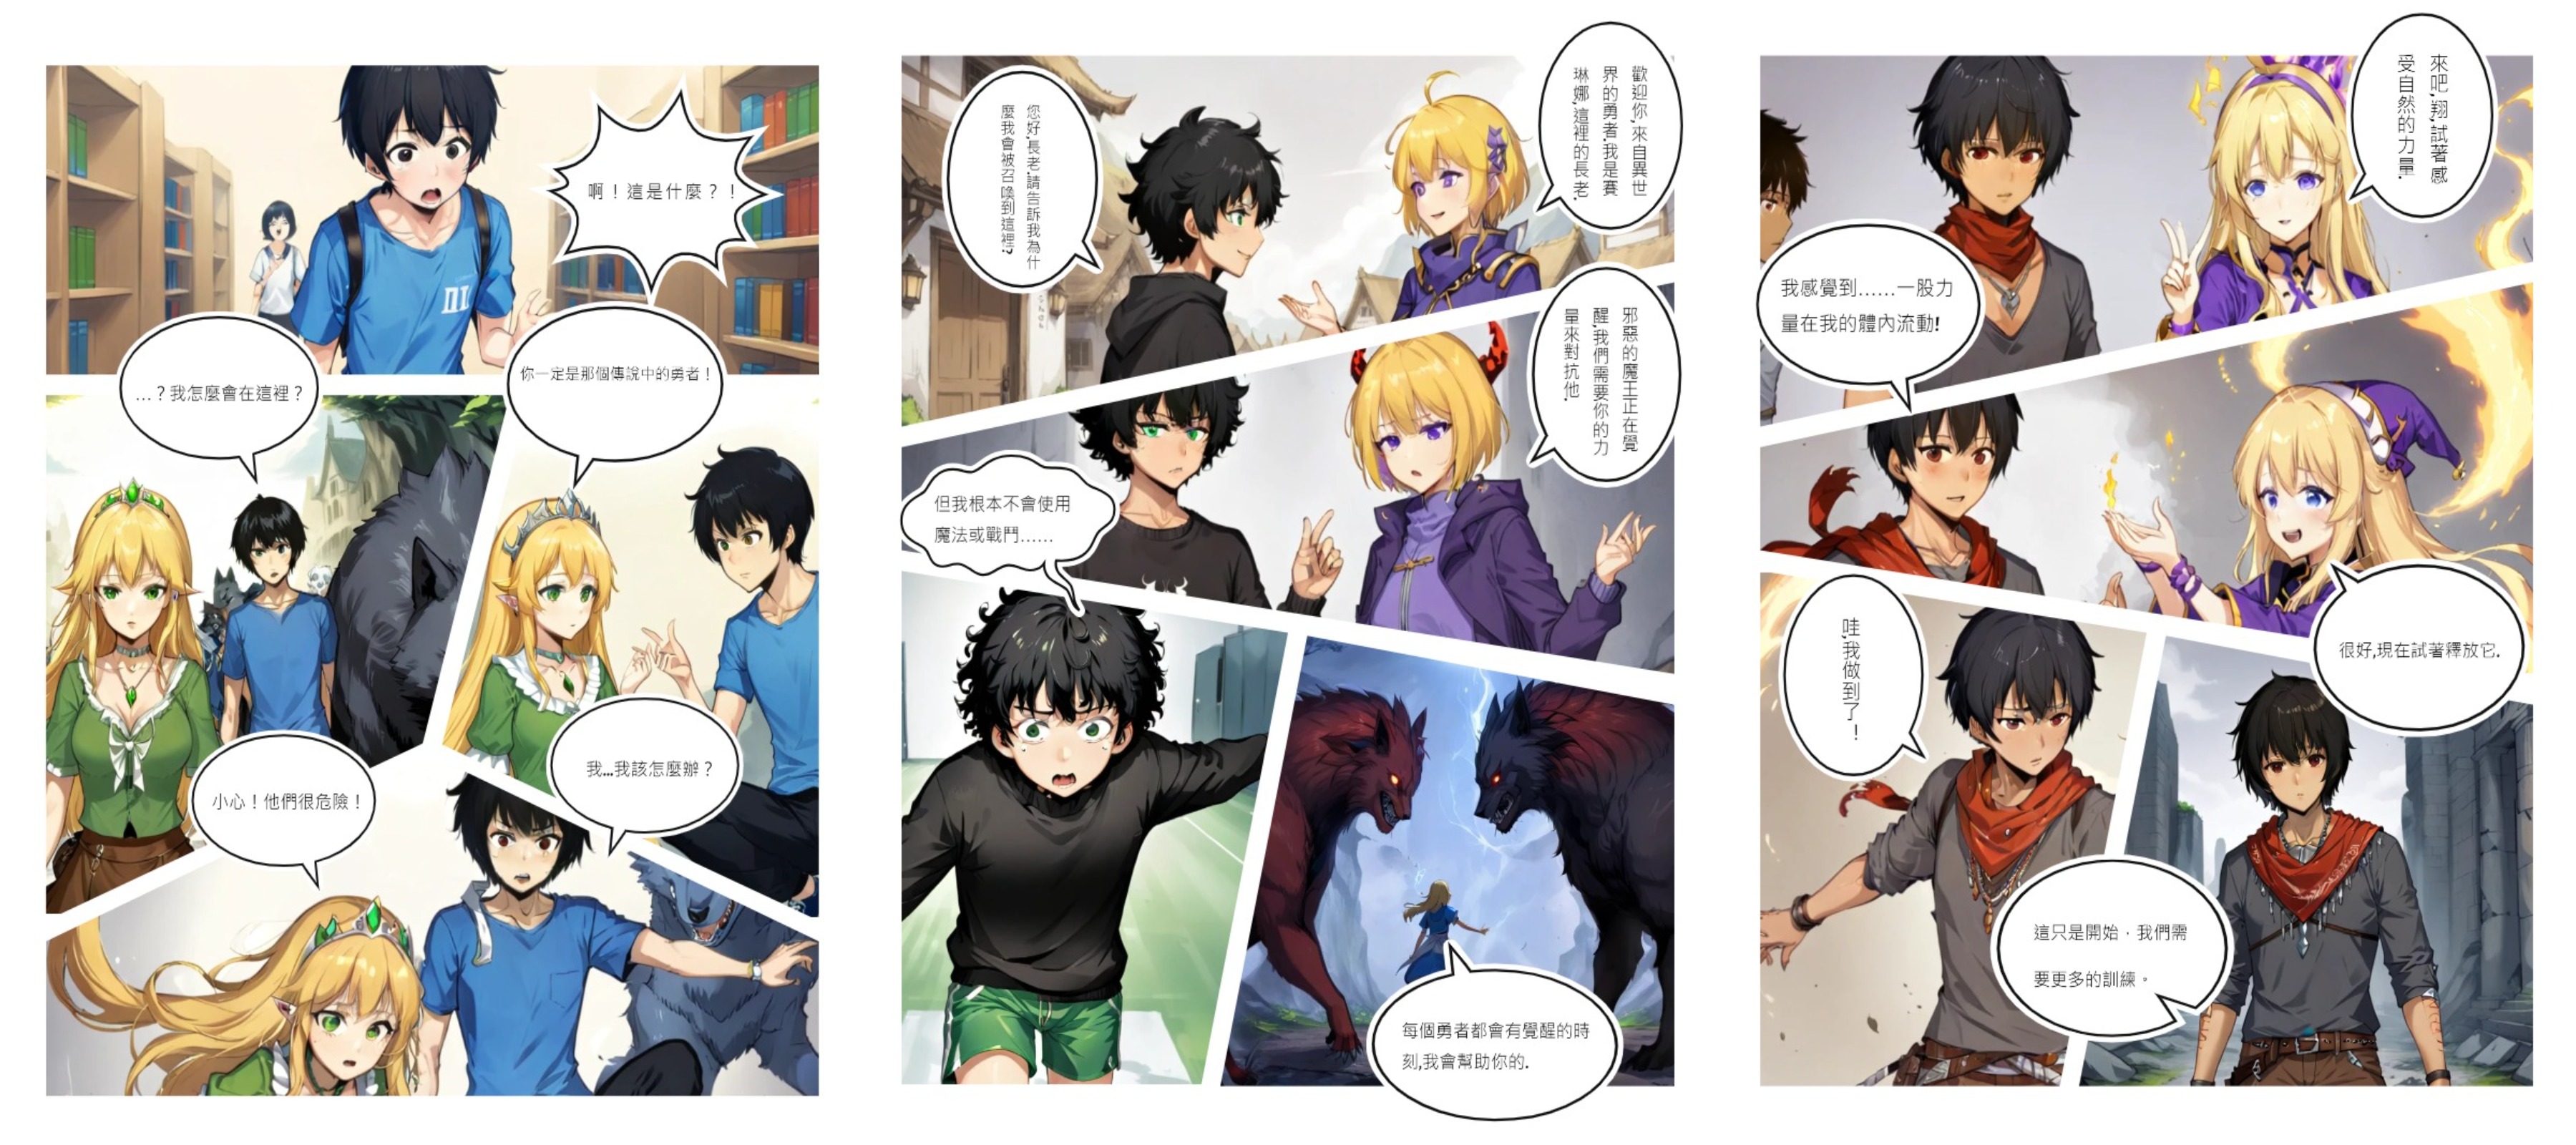 啊！這是什麼？！
…？我怎麼會在這裡？
你一定是那個傳說中的勇者！
我...我該怎麼辦？
小心！他們很危險！
歡迎你,來自異世
界的勇者我是賽
琳娜,這裡的長老.
您好,長老.請告訴我為什
麼我會被召喚到這裡?
邪惡的魔王正在覺
醒,我們需要你的力
量來對抗他.
但我根本不會使用
魔法或戰鬥……
每個勇者都會有覺醒的時
刻,我會幫助你的.
來吧,翔,試著感
受自然的力量.
我感覺到……一股力
量在我的體內流動!
很好,現在試著釋放它.
哇,我做到了！
這只是開始，我們需
要更多的訓練。